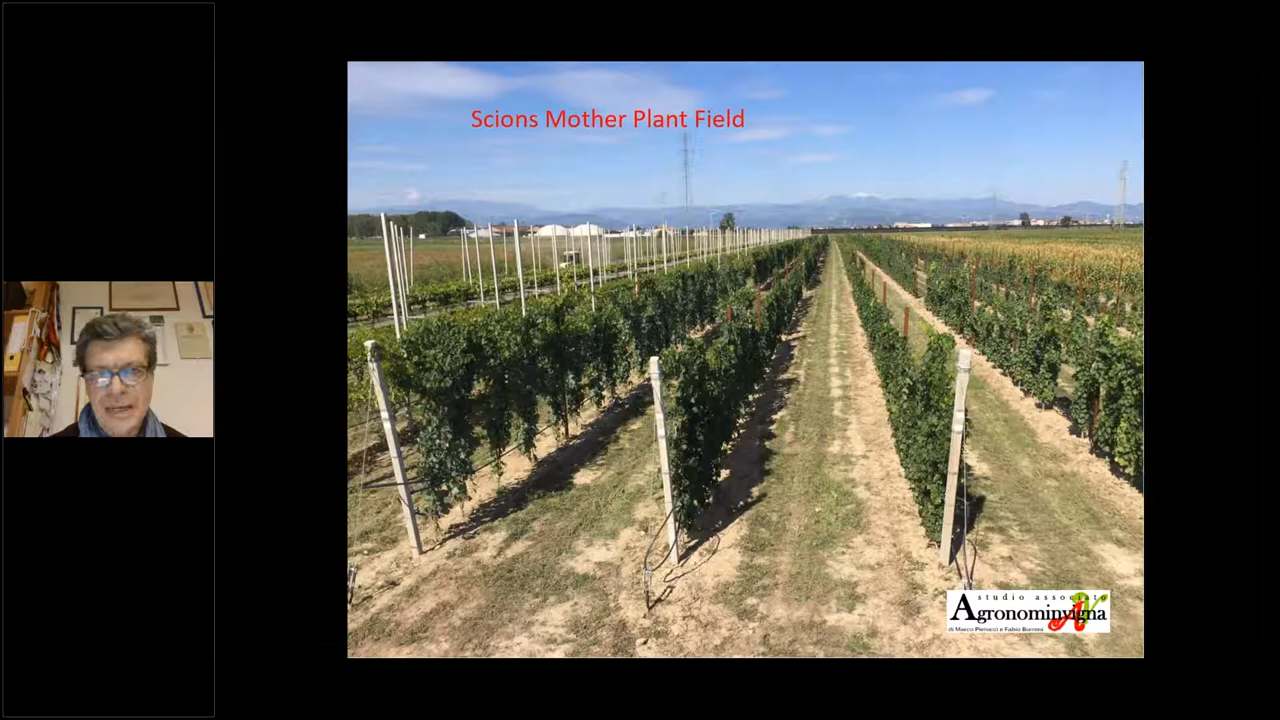 Scions Mother Plant Field
studio associato
Agronominvigna
di Marco Pierucci e Fabio Burroni